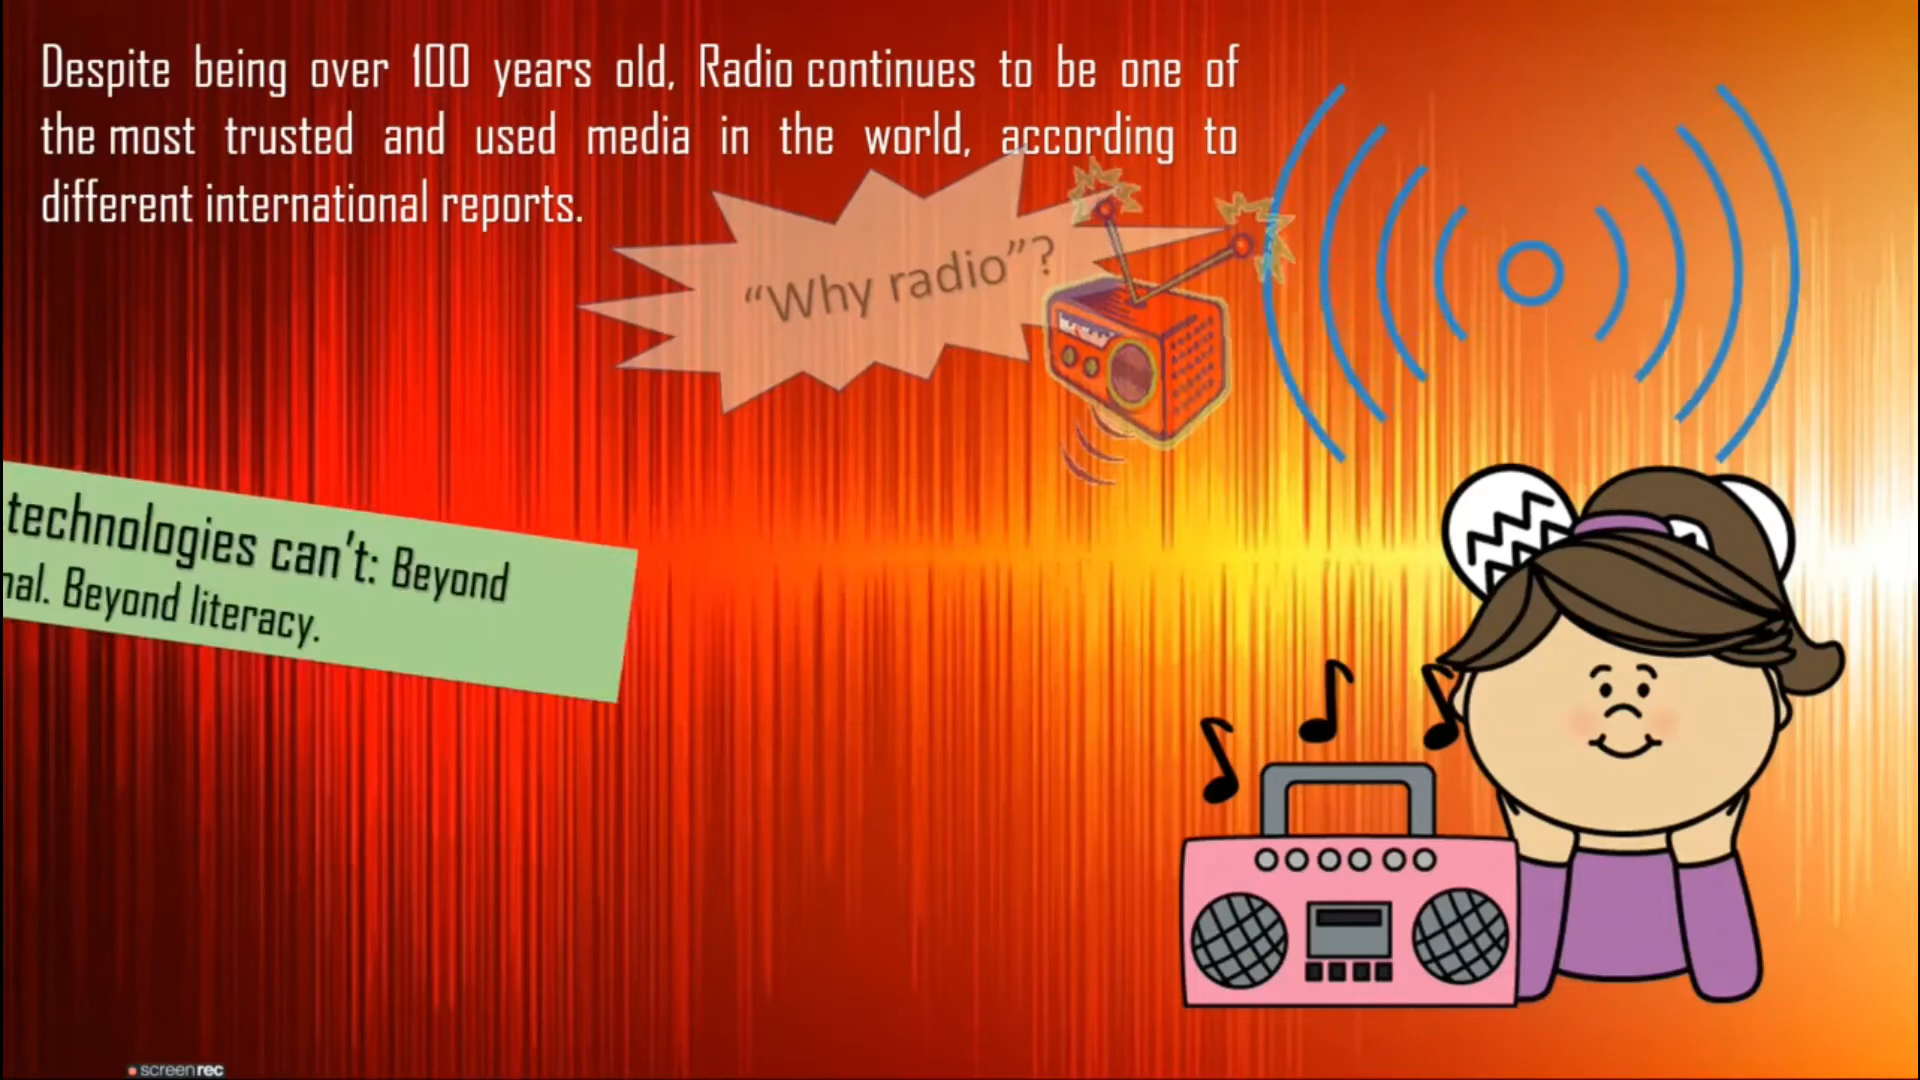 Despite being over 100 years old, Radio continues to be one of
the most trusted and used media in the world, according to
different international reports.
“Why radio”?
technologies can’t: Beyond
nal. Beyond literacy.
screenrec